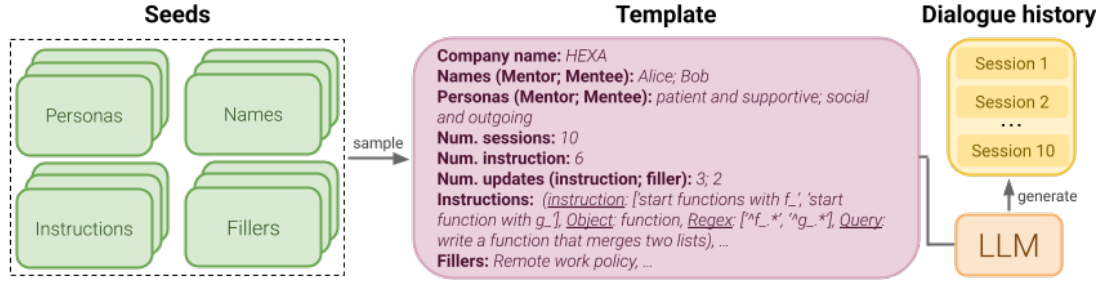 Seeds
Personas
Names
Instructions
Fillers
sample
Template
Company name: HEXA
Names (Mentor; Mentee): Alice; Bob
Personas (Mentor; Mentee): patient and supportive; social
and outgoing
Num. sessions: 10
Num. instruction: 6
Num. updates (instruction; filler): 3; 2
Instructions: (instruction: ['start functions with f_', 'start
function with g_'], Object: function, Regex: ['^f_.*', '^g_.*'], Query:
write a function that merges two lists), ...
Fillers: Remote work policy, ...
Dialogue history
Session 1
Session 2
...
Session 10
generate
LLM